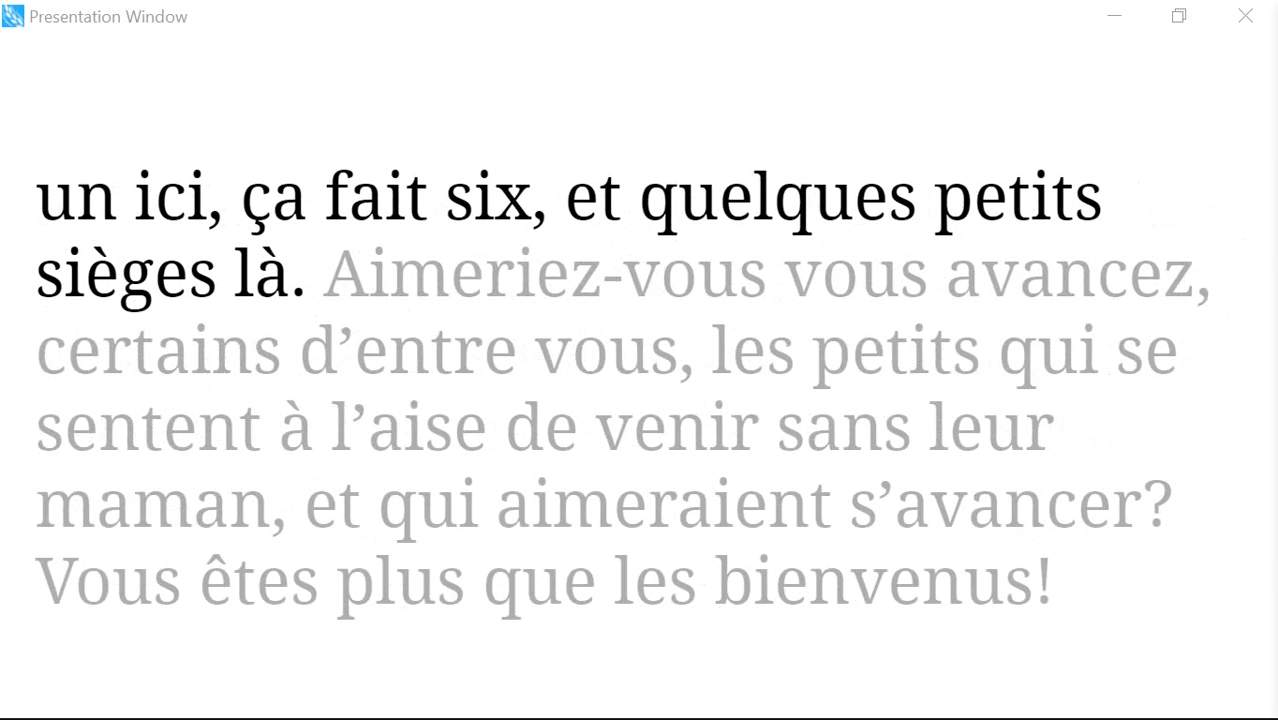 Presentation Window
un ici, ça fait six, et quelques petits
sièges là. Aimeriez-vous vous avancez,
certains d’entre vous, les petits qui se
sentent à l’aise de venir sans leur
maman, et qui aimeraient s’avancer?
Vous êtes plus que les bienvenus!